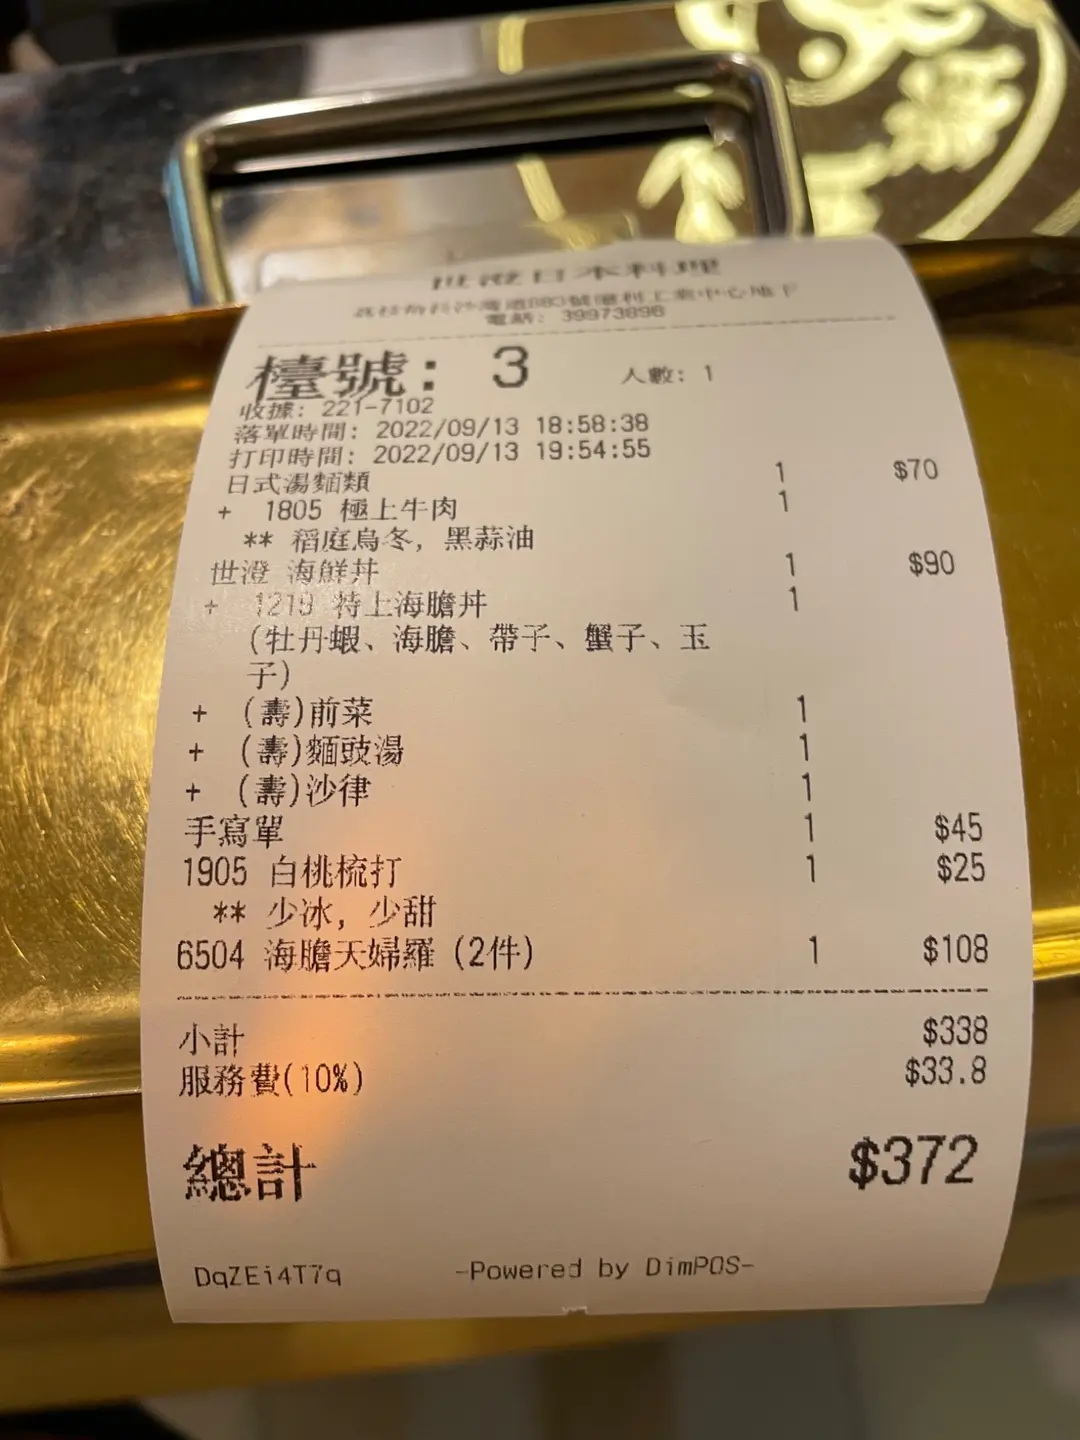 世澄日本料理
電話: 39973898
檯號: 3 人數: 1
收據: 221-7102
落單時間: 2022/09/13 18:58:38
打印時間: 2022/09/13 19:54:55
日式湯麵類 1 $70
+ 1805 極上牛肉 1
** 稻庭烏冬, 黑蒜油
世澄 海鮮丼 1 $90
+ 1219 特上海膽丼 1
(牡丹蝦、海膽、帶子、蟹子、玉
子)
+ (壽)前菜 1
+ (壽)麵豉湯 1
+ (壽)沙律 1
手寫單 1 $45
1905 白桃梳打 1 $25
** 少冰, 少甜
6504 海膽天婦羅 (2件) 1 $108
小計 $338
服務費(10%) $33.8
總計 $372
DqZEi4T7q -Powered by DimPOS-